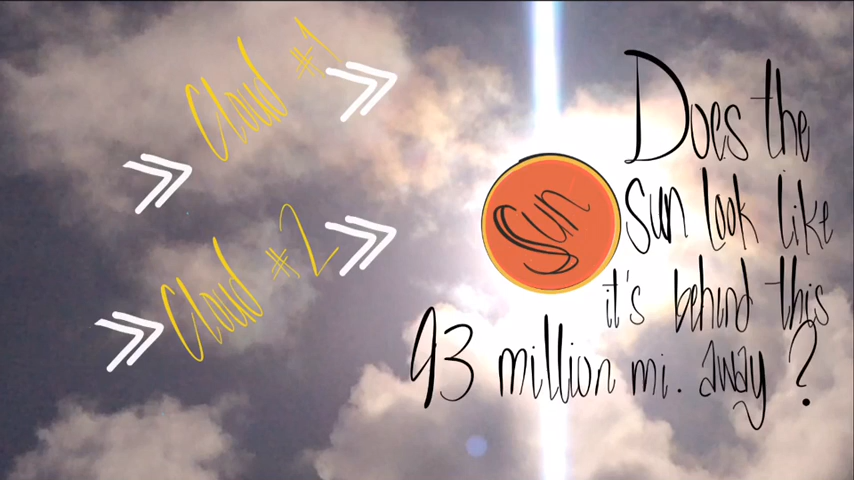 Cloud #1
Cloud #2
Sun
Does the
sun look like
it's behind this
93 million mi. away?